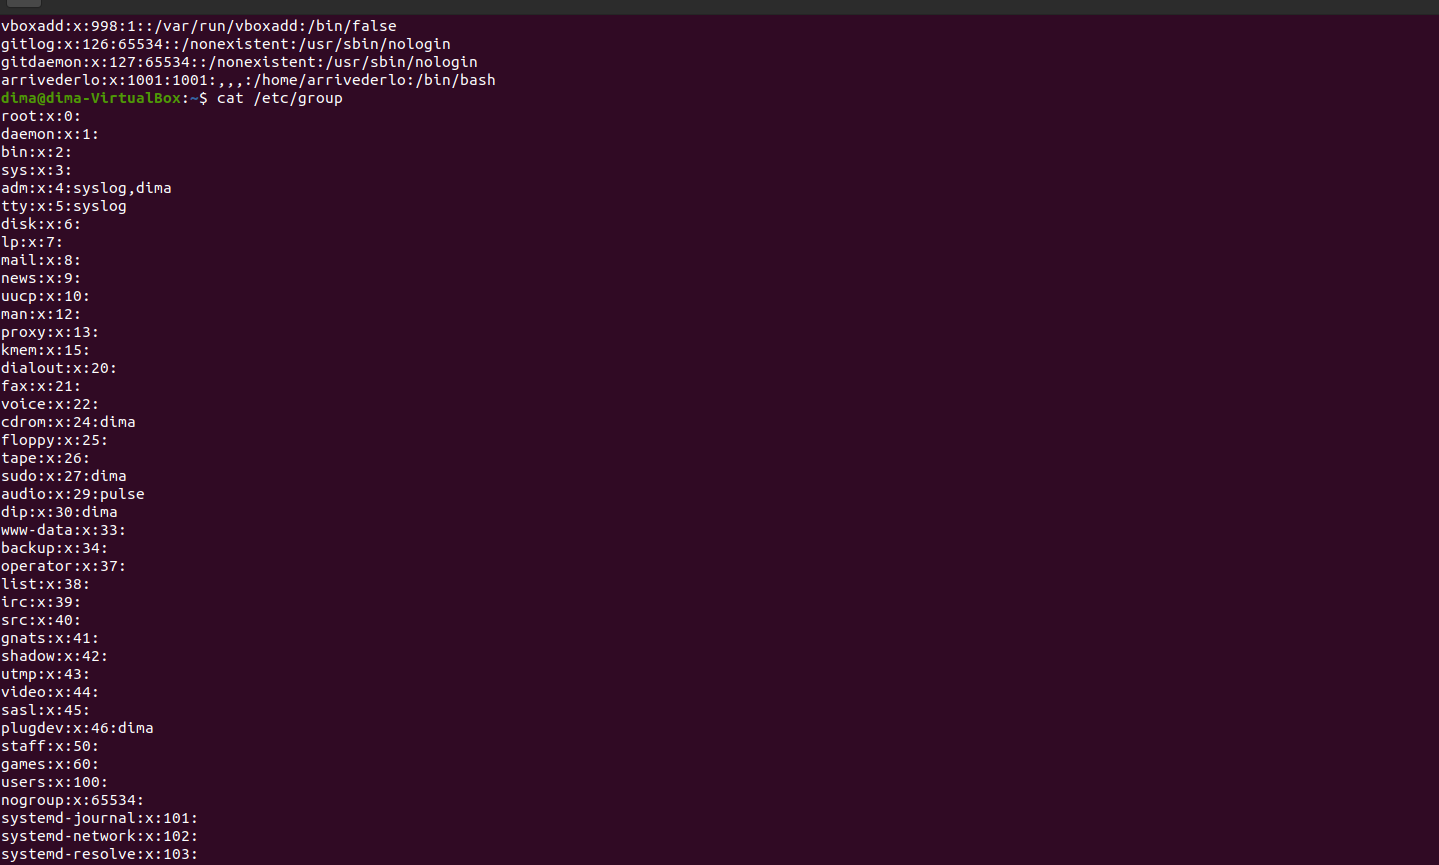 vboxadd:x:998:1::/var/run/vboxadd:/bin/false
gitlog:x:126:65534::/nonexistent:/usr/sbin/nologin
gitdaemon:x:127:65534::/nonexistent:/usr/sbin/nologin
arrivederlo:x:1001:1001:,,,:/home/arrivederlo:/bin/bash
dima@dima-VirtualBox:~$ cat /etc/group
root:x:0:
daemon:x:1:
bin:x:2:
sys:x:3:
adm:x:4:syslog,dima
tty:x:5:syslog
disk:x:6:
lp:x:7:
mail:x:8:
news:x:9:
uucp:x:10:
man:x:12:
proxy:x:13:
kmem:x:15:
dialout:x:20:
fax:x:21:
voice:x:22:
cdrom:x:24:dima
floppy:x:25:
tape:x:26:
sudo:x:27:dima
audio:x:29:pulse
dip:x:30:dima
www-data:x:33:
backup:x:34:
operator:x:37:
list:x:38:
irc:x:39:
src:x:40:
gnats:x:41:
shadow:x:42:
utmp:x:43:
video:x:44:
sasl:x:45:
plugdev:x:46:dima
staff:x:50:
games:x:60:
users:x:100:
nogroup:x:65534:
systemd-journal:x:101:
systemd-network:x:102:
systemd-resolve:x:103: